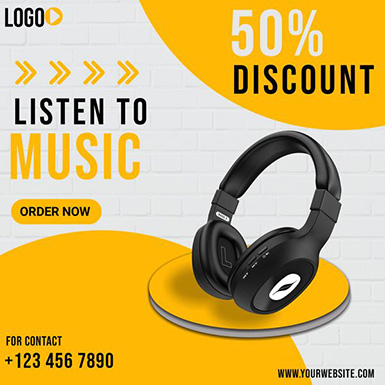 LOGO
50%
DISCOUNT
LISTEN TO
MUSIC
ORDER NOW
FOR CONTACT
+123 456 7890
WWW.YOURWEBSITE.COM